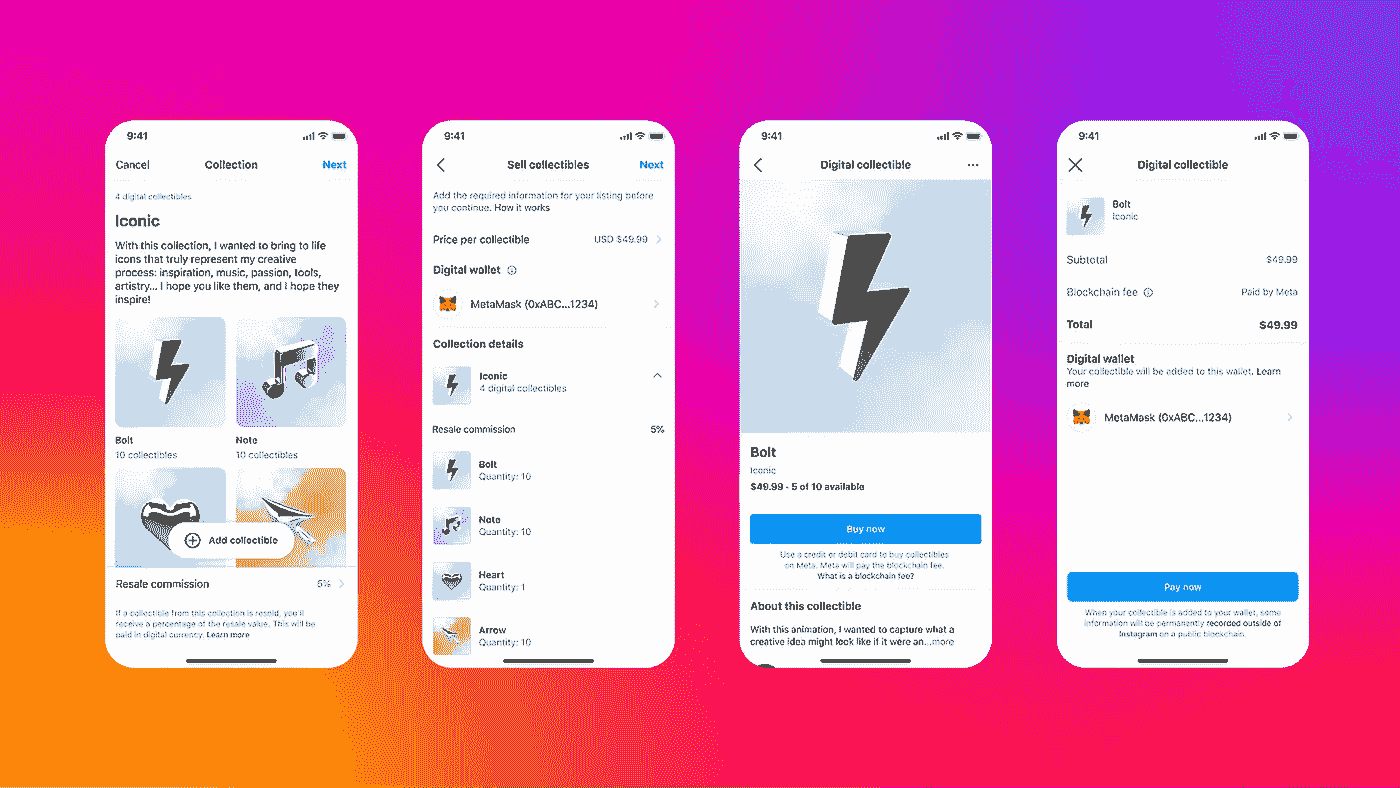 9:41
Cancel
Collection
Next
4 digital collectibles
Iconic
With this collection, I wanted to bring to life
icons that truly represent my creative
process: inspiration, music, passion, tools,
artistry... I hope you like them, and I hope they
inspire!
Bolt
10 collectibles
Note
10 collectibles
Add collectible
Resale commission
5%
If a collectible from this collection is resold, you'll
receive a percentage of the resale value. This will be
paid in digital currency. Learn more
9:41
Sell collectibles
Next
Add the required information for your listing before
you continue. How it works
Price per collectible
USD $49.99
Digital wallet
MetaMask (0xABC...1234)
Collection details
Iconic
4 digital collectibles
Resale commission
5%
Bolt
Quantity: 10
Note
Quantity: 10
Heart
Quantity: 1
Arrow
Quantity: 10
9:41
Digital collectible
Bolt
Iconic
$49.99 · 5 of 10 available
Buy now
Use a credit or debit card to buy collectibles
on Meta. Meta will pay the blockchain fee.
What is a blockchain fee?
About this collectible
With this animation, I wanted to capture what a
creative idea might look like if it were an...more
9:41
Digital collectible
Bolt
Iconic
Subtotal
$49.99
Blockchain fee
Paid by Meta
Total
$49.99
Digital wallet
Your collectible will be added to this wallet. Learn
more
MetaMask (0xABC...1234)
Pay now
When your collectible is added to your wallet, some
information will be permanently recorded outside of
Instagram on a public blockchain.